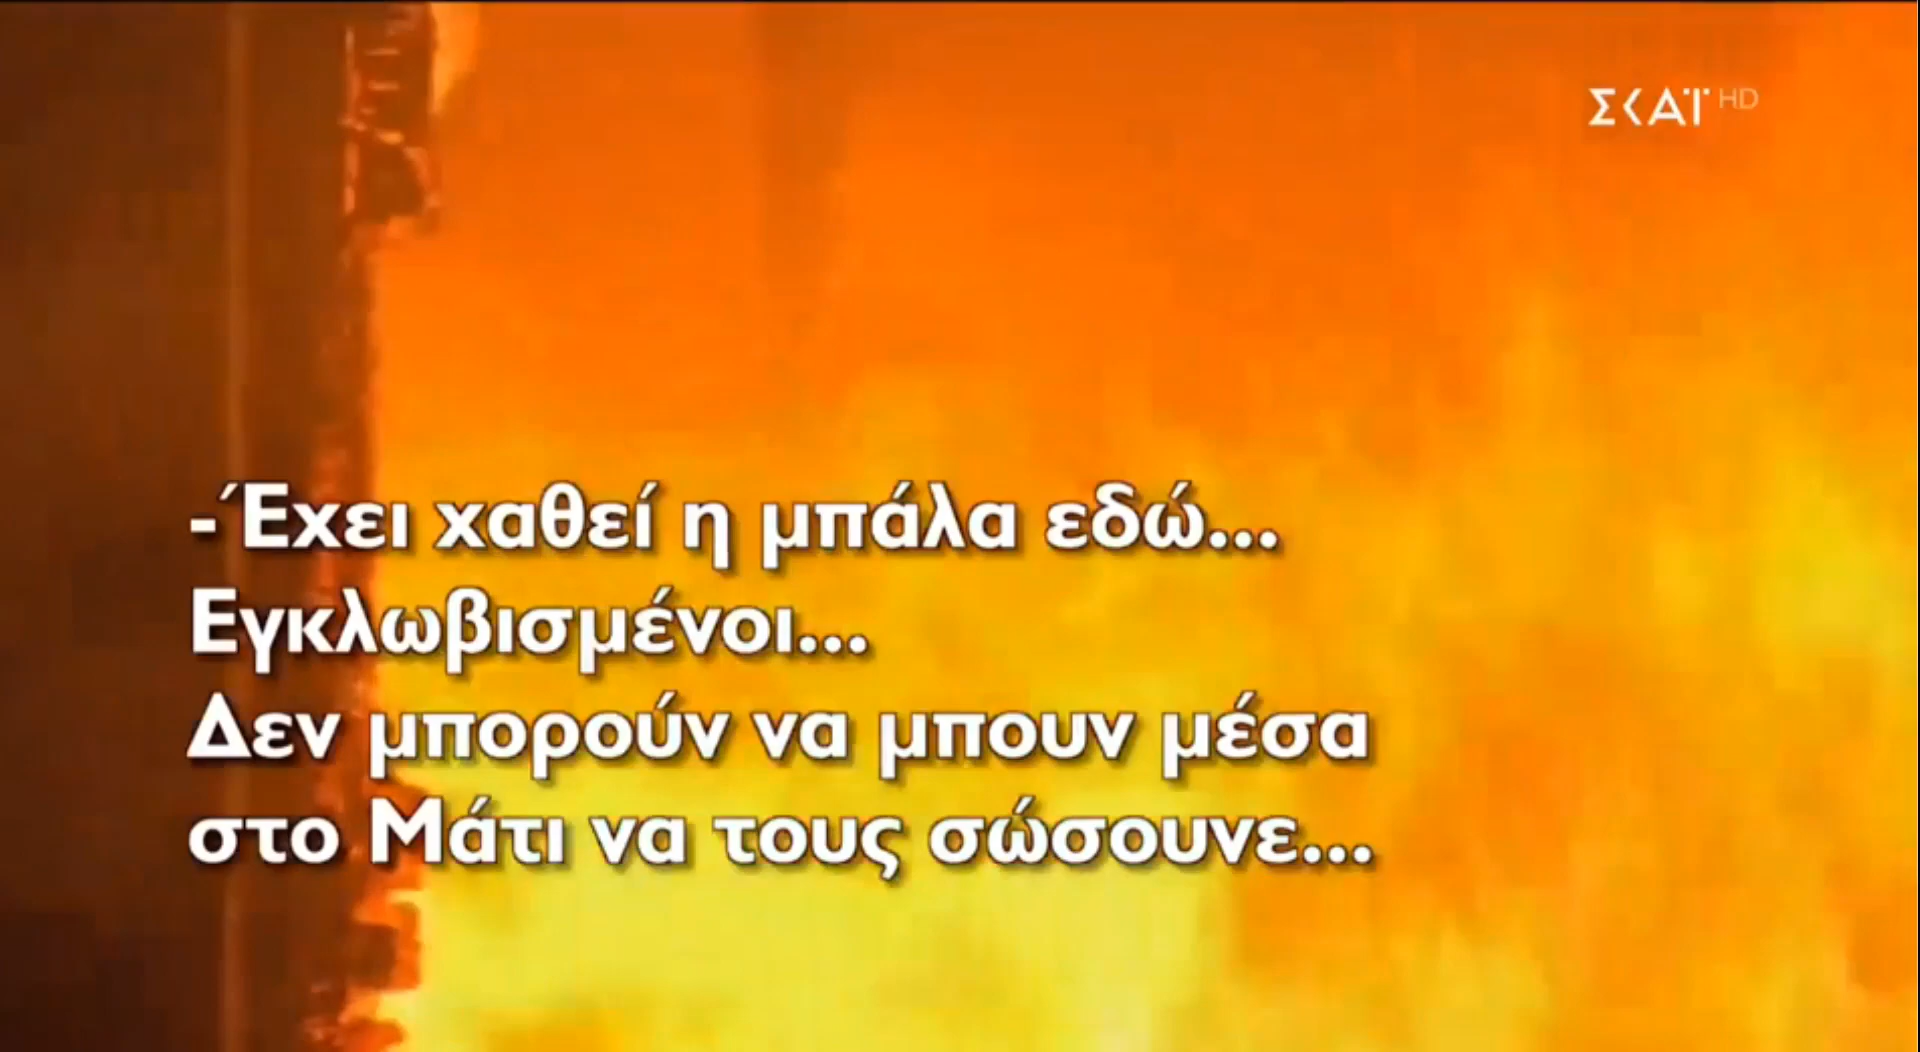 ΣΚΑΪ HD
- Έχει χαθεί η μπάλα εδώ...
Εγκλωβισμένοι...
Δεν μπορούν να μπουν μέσα
στο Μάτι να τους σώσουνε...